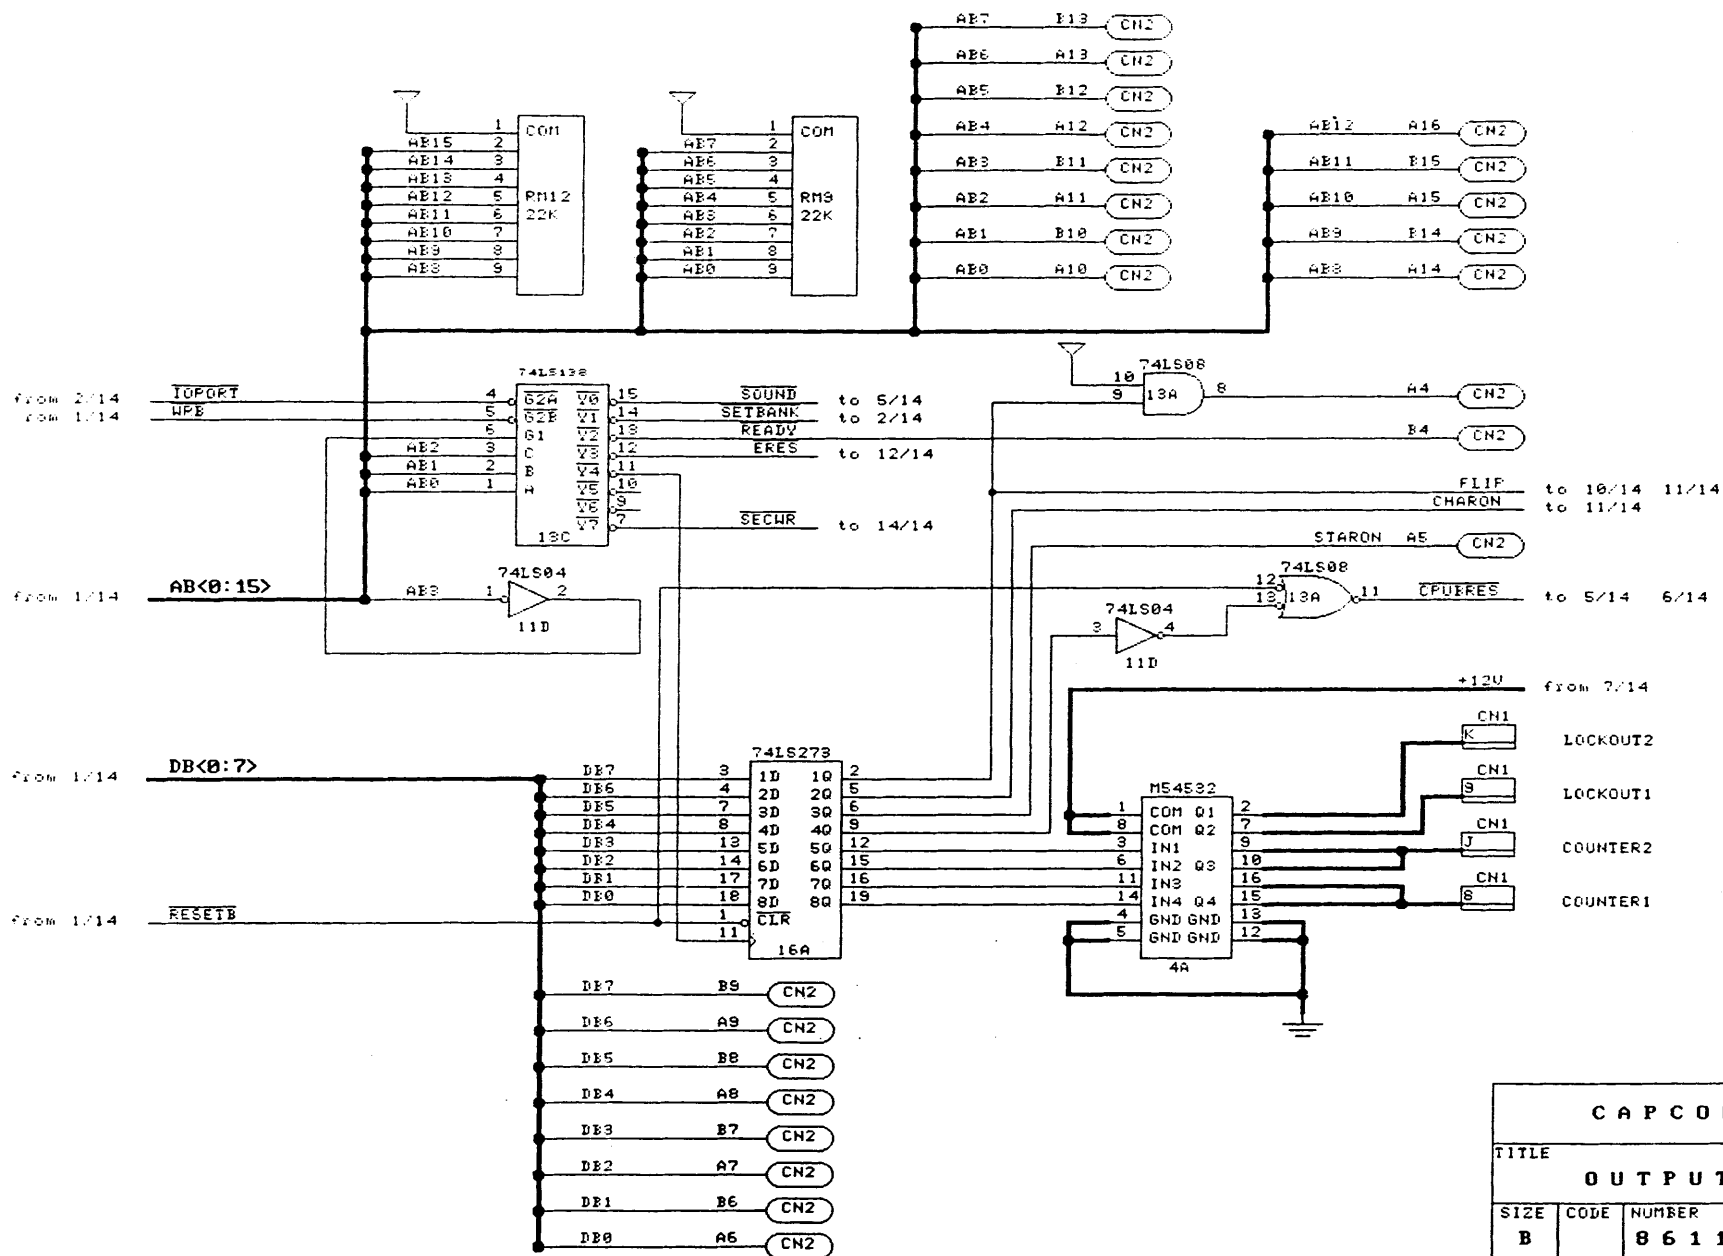 AB7 B13 CN2
AB6 A13 CN2
AB5 B12 CN2
AB4 A12 CN2
AB3 B11 CN2
AB2 A11 CN2
AB1 B10 CN2
AB0 A10 CN2
AB12 A16 CN2
AB11 B15 CN2
AB10 A15 CN2
AB9 B14 CN2
AB8 A14 CN2
1 COM
AB15 2
AB14 3
AB13 4
AB12 5 RM12
AB11 6 22K
AB10 7
AB9 8
AB8 9
1 COM
AB7 2
AB6 3
AB5 4
AB4 5 RM9
AB3 6 22K
AB2 7
AB1 8
AB0 9
74LS138
from 2/14 IOPORT 4 G2A Y0 15 SOUND to 5/14
rom 1/14 WRB 5 G2B Y1 14 SETBANK to 2/14
6 G1 Y2 13 READY B4 CN2
AB2 3 C Y3 12 ERES to 12/14
AB1 2 B Y4 11
AB0 1 A Y5 10
Y6 9
Y7 7 SECWR to 14/14
13C
74LS08
10 9 13A 8 A4 CN2
FLIP to 10/14 11/14
CHARON to 11/14
STARON A5 CN2
from 1/14 AB<0:15> AB3 1 74LS04 2
11D
74LS08
12 13 13A 11 CPUBRES to 5/14 6/14
74LS04
3 4
11D
+12V from 7/14
from 1/14 DB<0:7>
74LS273
DB7 3 1D 1Q 2
DB6 4 2D 2Q 5
DB5 7 3D 3Q 6
DB4 8 4D 4Q 9
DB3 13 5D 5Q 12
DB2 14 6D 6Q 15
DB1 17 7D 7Q 16
DB0 18 8D 8Q 19
from 1/14 RESETB 1 CLR
11
16A
M54532
1 COM Q1 2
8 COM Q2 7
3 IN1 9
6 IN2 Q3 10
11 IN3 16
14 IN4 Q4 15
4 GND GND 13
5 GND GND 12
4A
CN1 K LOCKOUT2
CN1 9 LOCKOUT1
CN1 J COUNTER2
CN1 8 COUNTER1
DB7 B9 CN2
DB6 A9 CN2
DB5 B8 CN2
DB4 A8 CN2
DB3 B7 CN2
DB2 A7 CN2
DB1 B6 CN2
DB0 A6 CN2
CAPCO
TITLE
OUTPUT
SIZE CODE NUMBER
B 8611